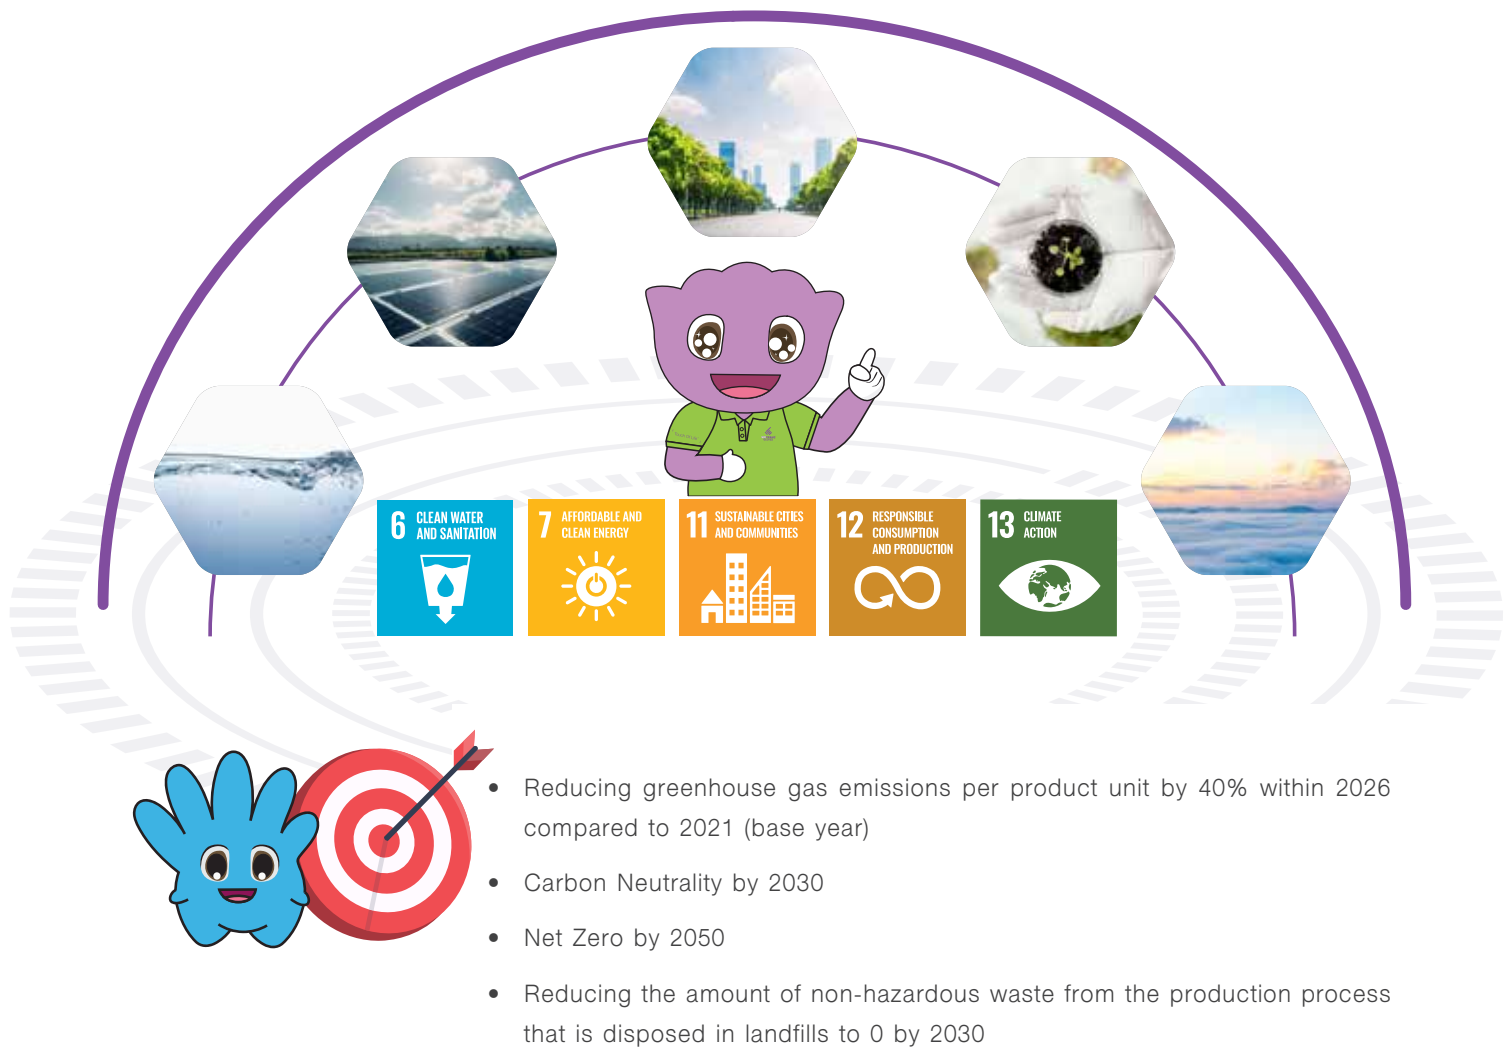 6 CLEAN WATER
AND SANITATION
7 AFFORDABLE AND
CLEAN ENERGY
11 SUSTAINABLE CITIES
AND COMMUNITIES
12 RESPONSIBLE
CONSUMPTION
AND PRODUCTION
13 CLIMATE
ACTION
• Reducing greenhouse gas emissions per product unit by 40% within 2026
compared to 2021 (base year)
• Carbon Neutrality by 2030
• Net Zero by 2050
• Reducing the amount of non-hazardous waste from the production process
that is disposed in landfills to 0 by 2030